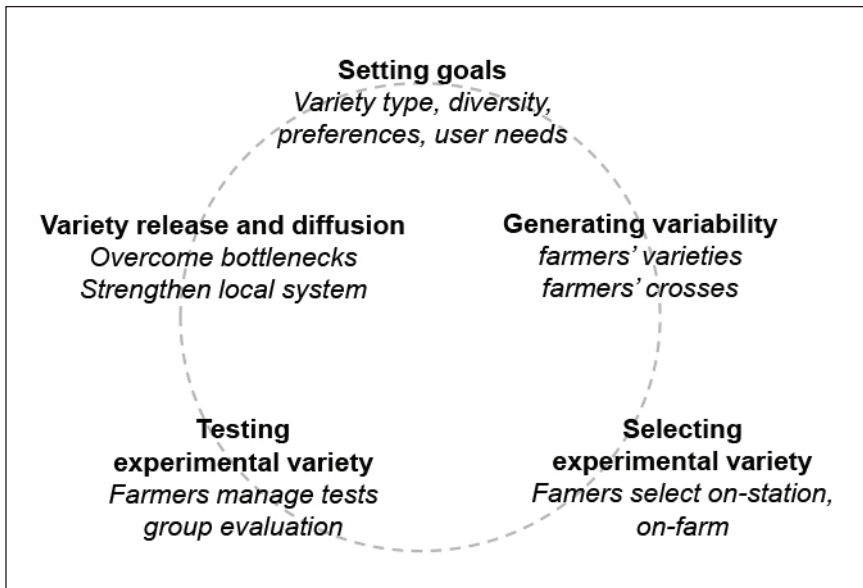 Setting goals
Variety type, diversity,
preferences, user needs
Variety release and diffusion
Overcome bottlenecks
Strengthen local system
Generating variability
farmers’ varieties
farmers’ crosses
Testing
experimental variety
Farmers manage tests
group evaluation
Selecting
experimental variety
Famers select on-station,
on-farm